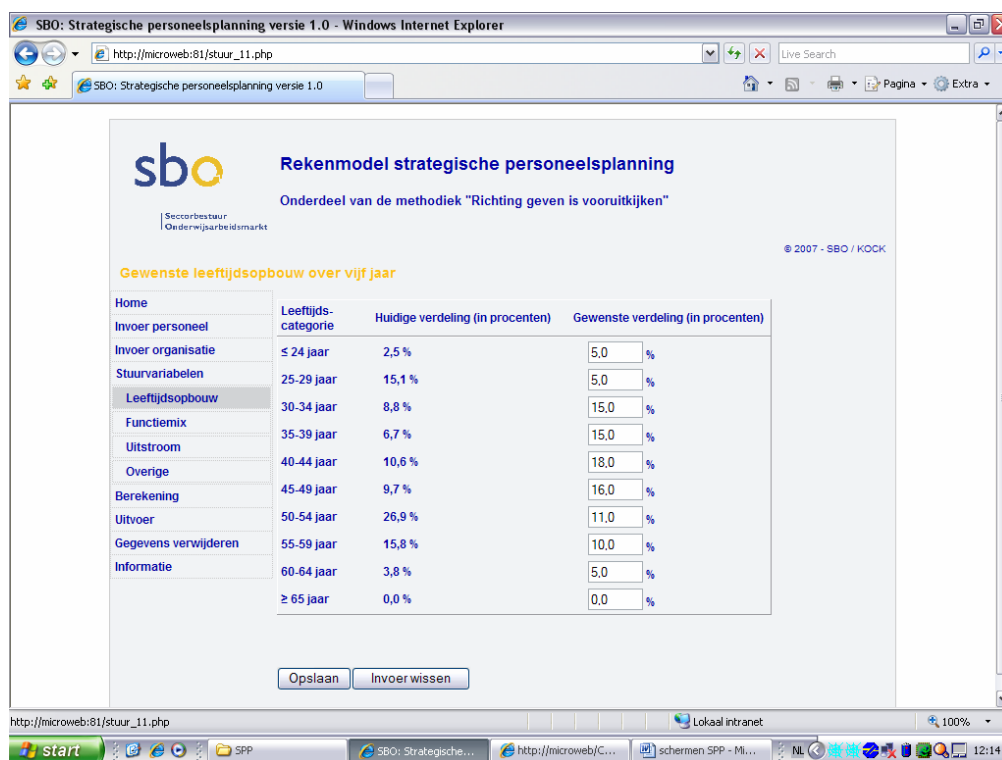 SBO: Strategische personeelsplanning versie 1.0 - Windows Internet Explorer
http://microweb:81/stuur_11.php
Live Search
SBO: Strategische personeelsplanning versie 1.0
Pagina
Extra
sbo
Sectorbestuur
Onderwijsarbeidsmarkt
Rekenmodel strategische personeelsplanning
Onderdeel van de methodiek "Richting geven is vooruitkijken"
© 2007 - SBO / KOCK
Gewenste leeftijdsopbouw over vijf jaar
Home
Invoer personeel
Invoer organisatie
Stuurvariabelen
Leeftijdsopbouw
Functiemix
Uitstroom
Overige
Berekening
Uitvoer
Gegevens verwijderen
Informatie
Leeftijds-
categorie Huidige verdeling (in procenten) Gewenste verdeling (in procenten)
≤ 24 jaar 2,5 % 5,0 %
25-29 jaar 15,1 % 5,0 %
30-34 jaar 8,8 % 15,0 %
35-39 jaar 6,7 % 15,0 %
40-44 jaar 10,6 % 18,0 %
45-49 jaar 9,7 % 16,0 %
50-54 jaar 26,9 % 11,0 %
55-59 jaar 15,8 % 10,0 %
60-64 jaar 3,8 % 5,0 %
≥ 65 jaar 0,0 % 0,0 %
Opslaan Invoer wissen
http://microweb:81/stuur_11.php Lokaal intranet 100%
start SPP SBO: Strategische... http://microweb/C... schermen SPP - Mi... NL 12:14